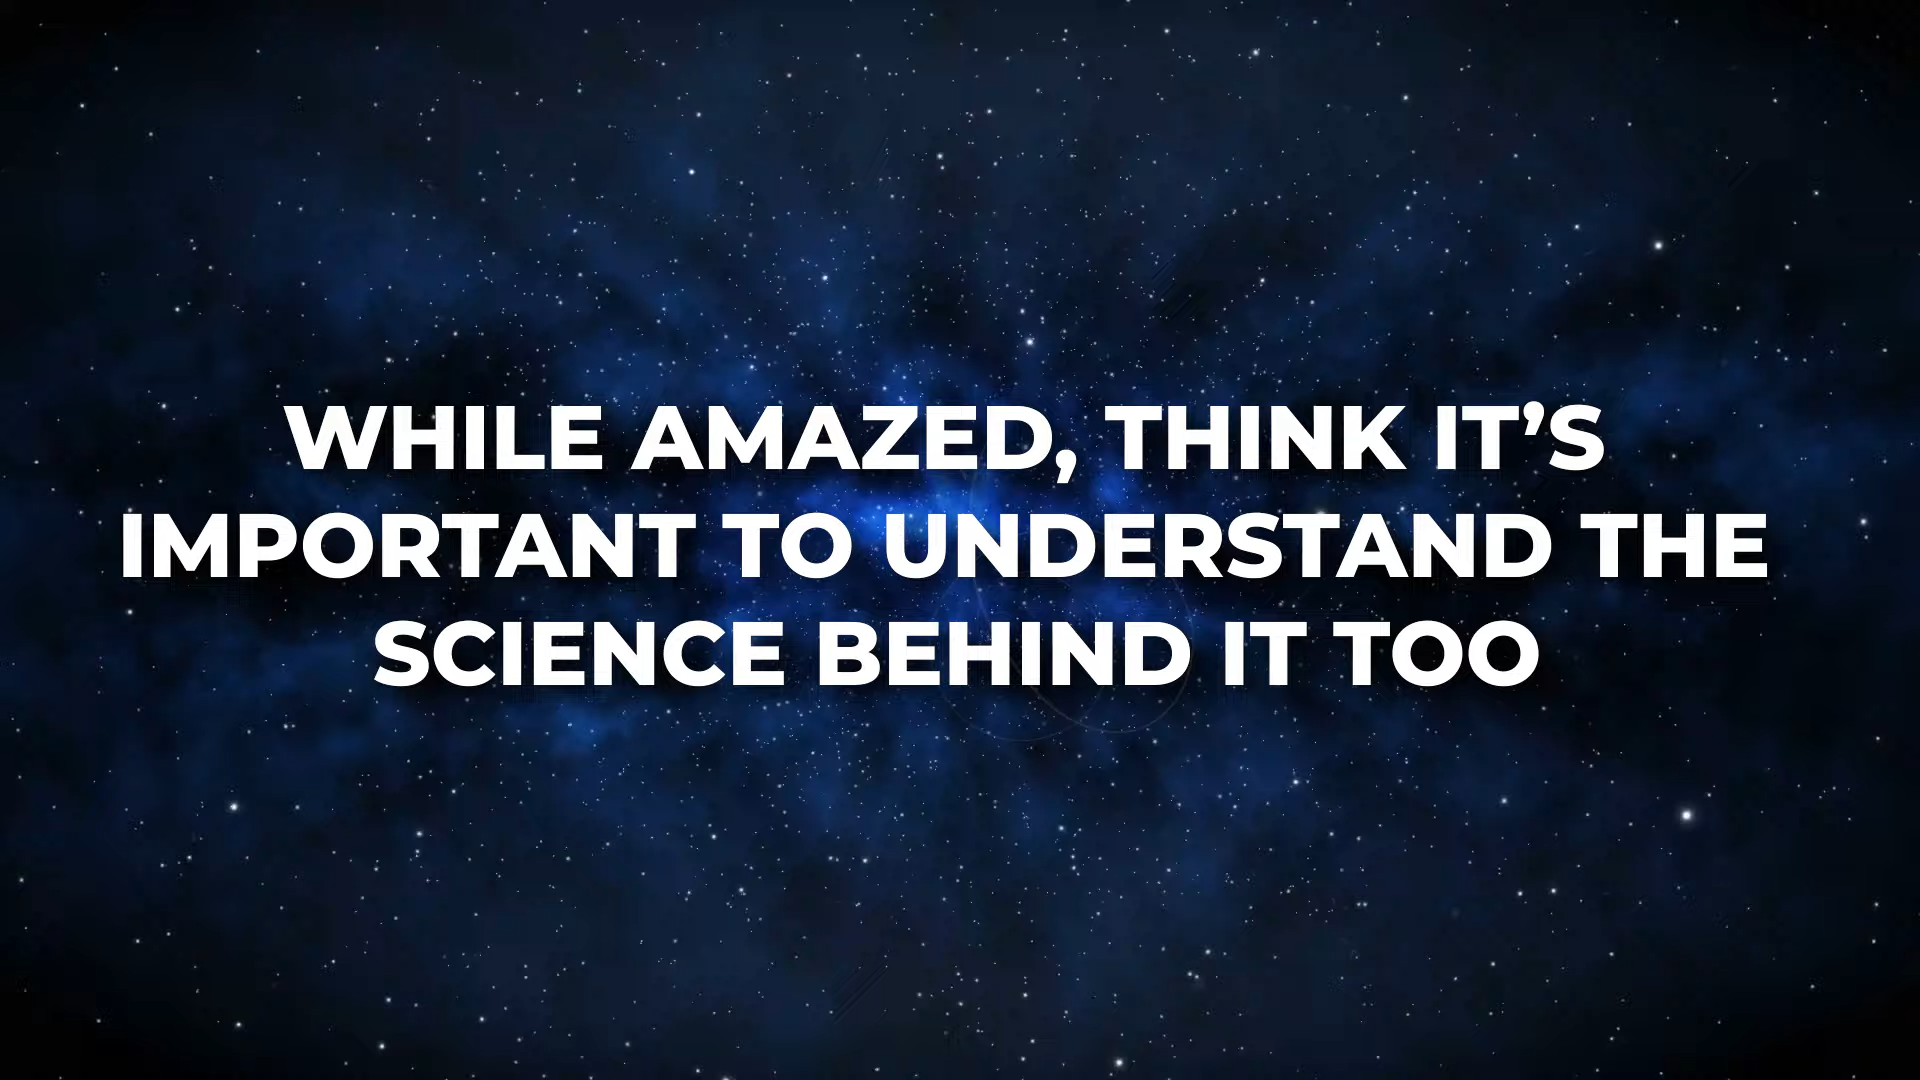 WHILE AMAZED, THINK IT’S
IMPORTANT TO UNDERSTAND THE
SCIENCE BEHIND IT TOO